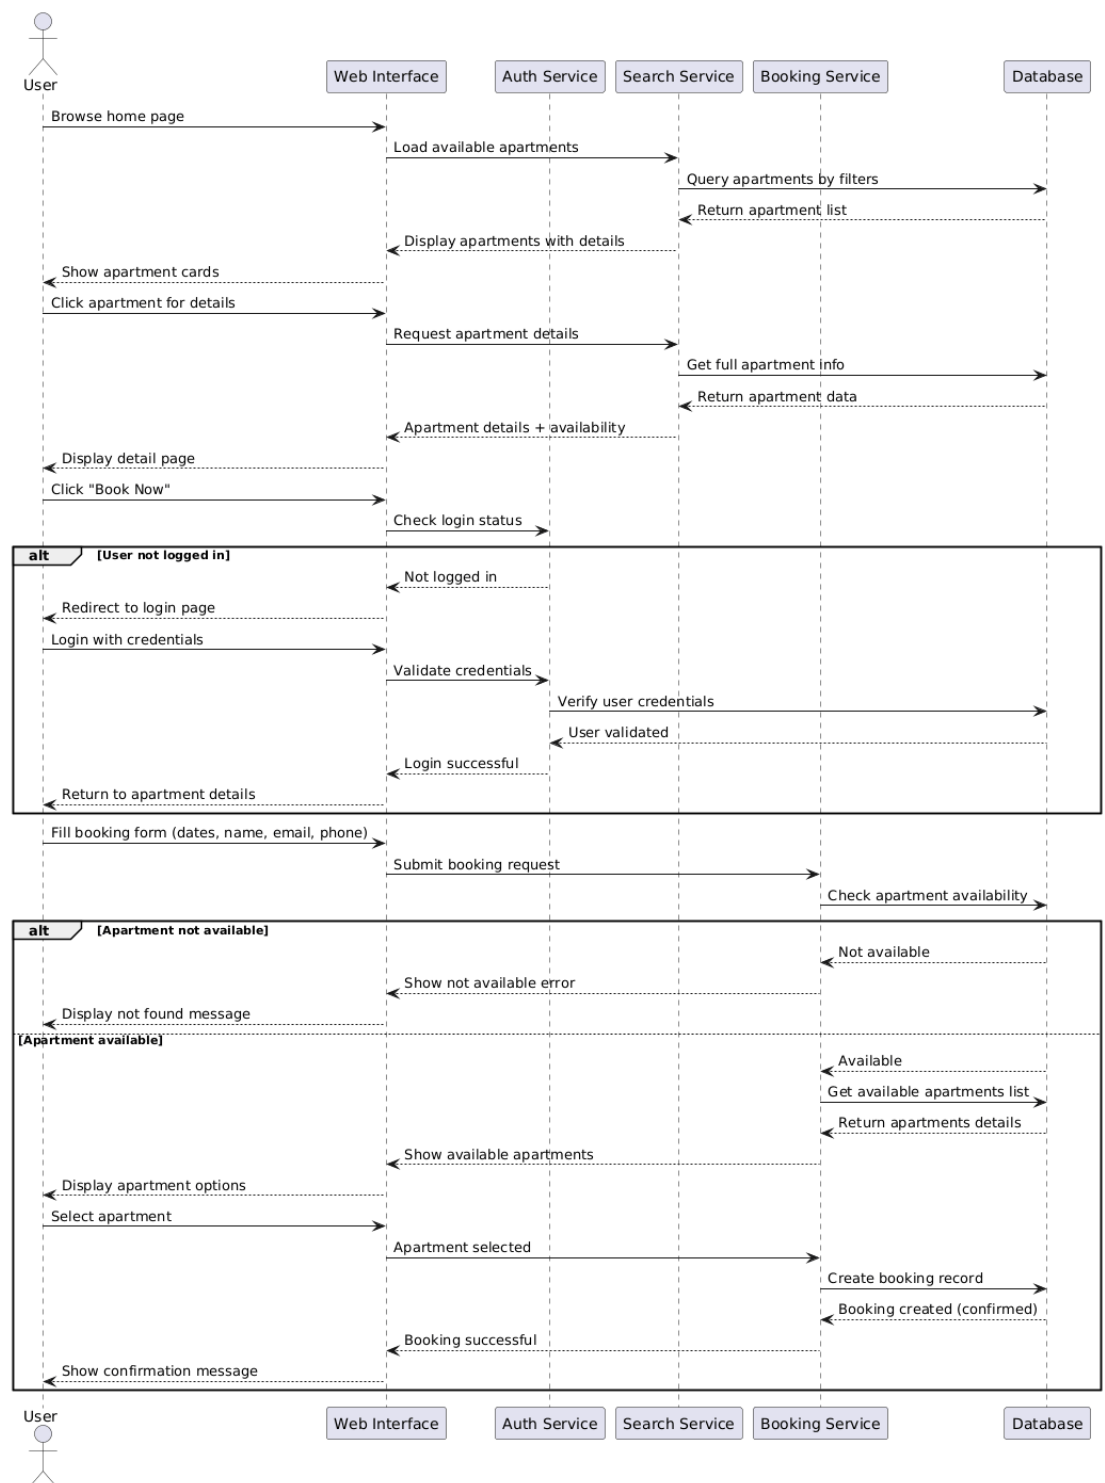 User
Web Interface
Auth Service
Search Service
Booking Service
Database
Browse home page
Load available apartments
Query apartments by filters
Return apartment list
Display apartments with details
Show apartment cards
Click apartment for details
Request apartment details
Get full apartment info
Return apartment data
Apartment details + availability
Display detail page
Click "Book Now"
Check login status
alt [User not logged in]
Not logged in
Redirect to login page
Login with credentials
Validate credentials
Verify user credentials
User validated
Login successful
Return to apartment details
Fill booking form (dates, name, email, phone)
Submit booking request
Check apartment availability
alt [Apartment not available]
Not available
Show not available error
Display not found message
[Apartment available]
Available
Get available apartments list
Return apartments details
Show available apartments
Display apartment options
Select apartment
Apartment selected
Create booking record
Booking created (confirmed)
Booking successful
Show confirmation message
User
Web Interface
Auth Service
Search Service
Booking Service
Database